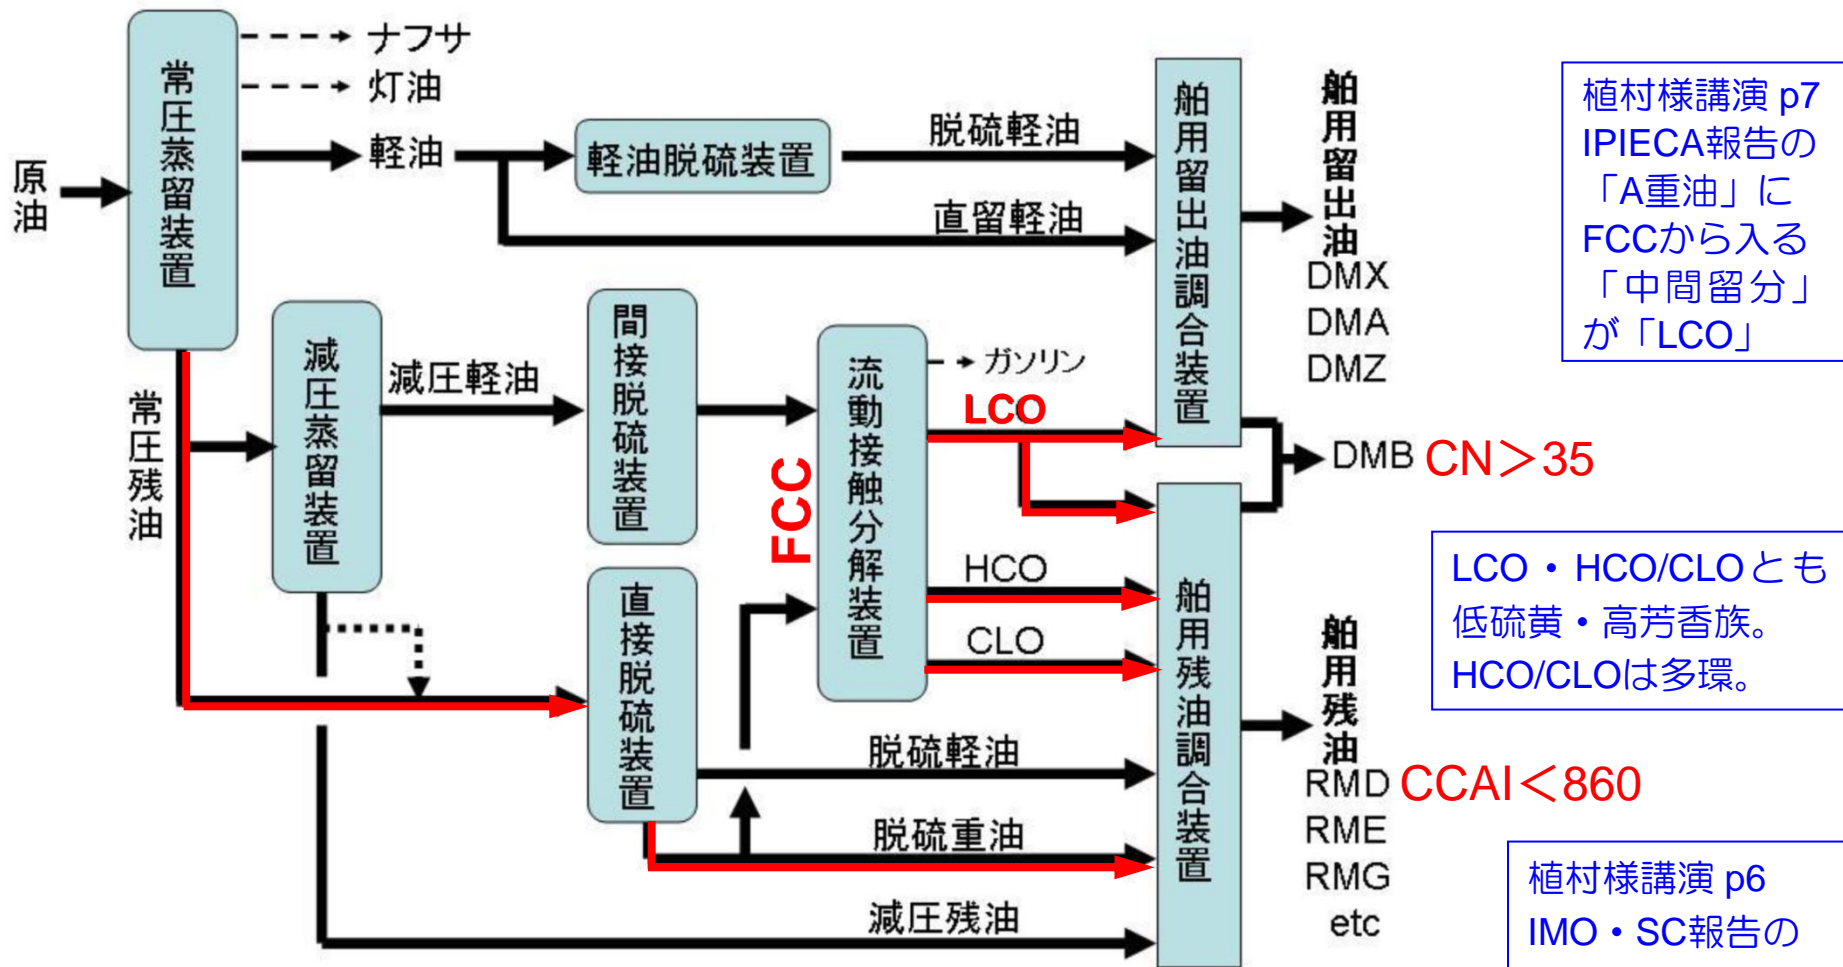 原油
常圧蒸留装置
ナフサ
灯油
軽油
軽油脱硫装置
脱硫軽油
直留軽油
舶用留出油調合装置
舶用留出油
DMX
DMA
DMZ
植村様講演 p7
IPIECA報告の
「A重油」に
FCCから入る
「中間留分」
が「LCO」
常圧残油
減圧蒸留装置
減圧軽油
間接脱硫装置
FCC
流動接触分解装置
ガソリン
LCO
HCO
CLO
DMB CN＞35
LCO・HCO/CLOとも
低硫黄・高芳香族。
HCO/CLOは多環。
直接脱硫装置
脱硫軽油
脱硫重油
減圧残油
舶用残油調合装置
舶用残油
RMD CCAI＜860
RME
RMG
etc
植村様講演 p6
IMO・SC報告の